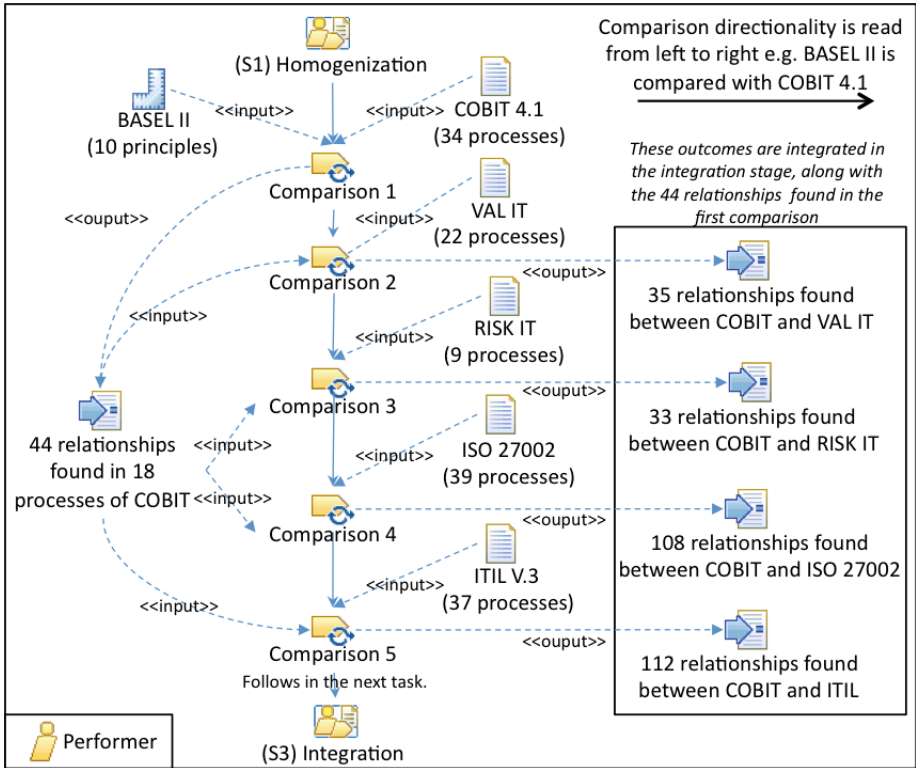 (S1) Homogenization
Comparison directionality is read
from left to right e.g. BASEL II is
compared with COBIT 4.1
BASEL II
(10 principles)
<<input>>
<<input>>
COBIT 4.1
(34 processes)
These outcomes are integrated in
the integration stage, along with
the 44 relationships found in the
first comparison
Comparison 1
<<ouput>>
<<input>>
VAL IT
(22 processes)
Comparison 2
<<ouput>>
35 relationships found
between COBIT and VAL IT
<<input>>
<<input>>
RISK IT
(9 processes)
Comparison 3
<<ouput>>
33 relationships found
between COBIT and RISK IT
44 relationships
found in 18
processes of COBIT
<<input>>
<<input>>
<<input>>
ISO 27002
(39 processes)
Comparison 4
<<ouput>>
108 relationships found
between COBIT and ISO 27002
<<input>>
<<input>>
ITIL V.3
(37 processes)
Comparison 5
<<ouput>>
112 relationships found
between COBIT and ITIL
Follows in the next task.
Performer
(S3) Integration